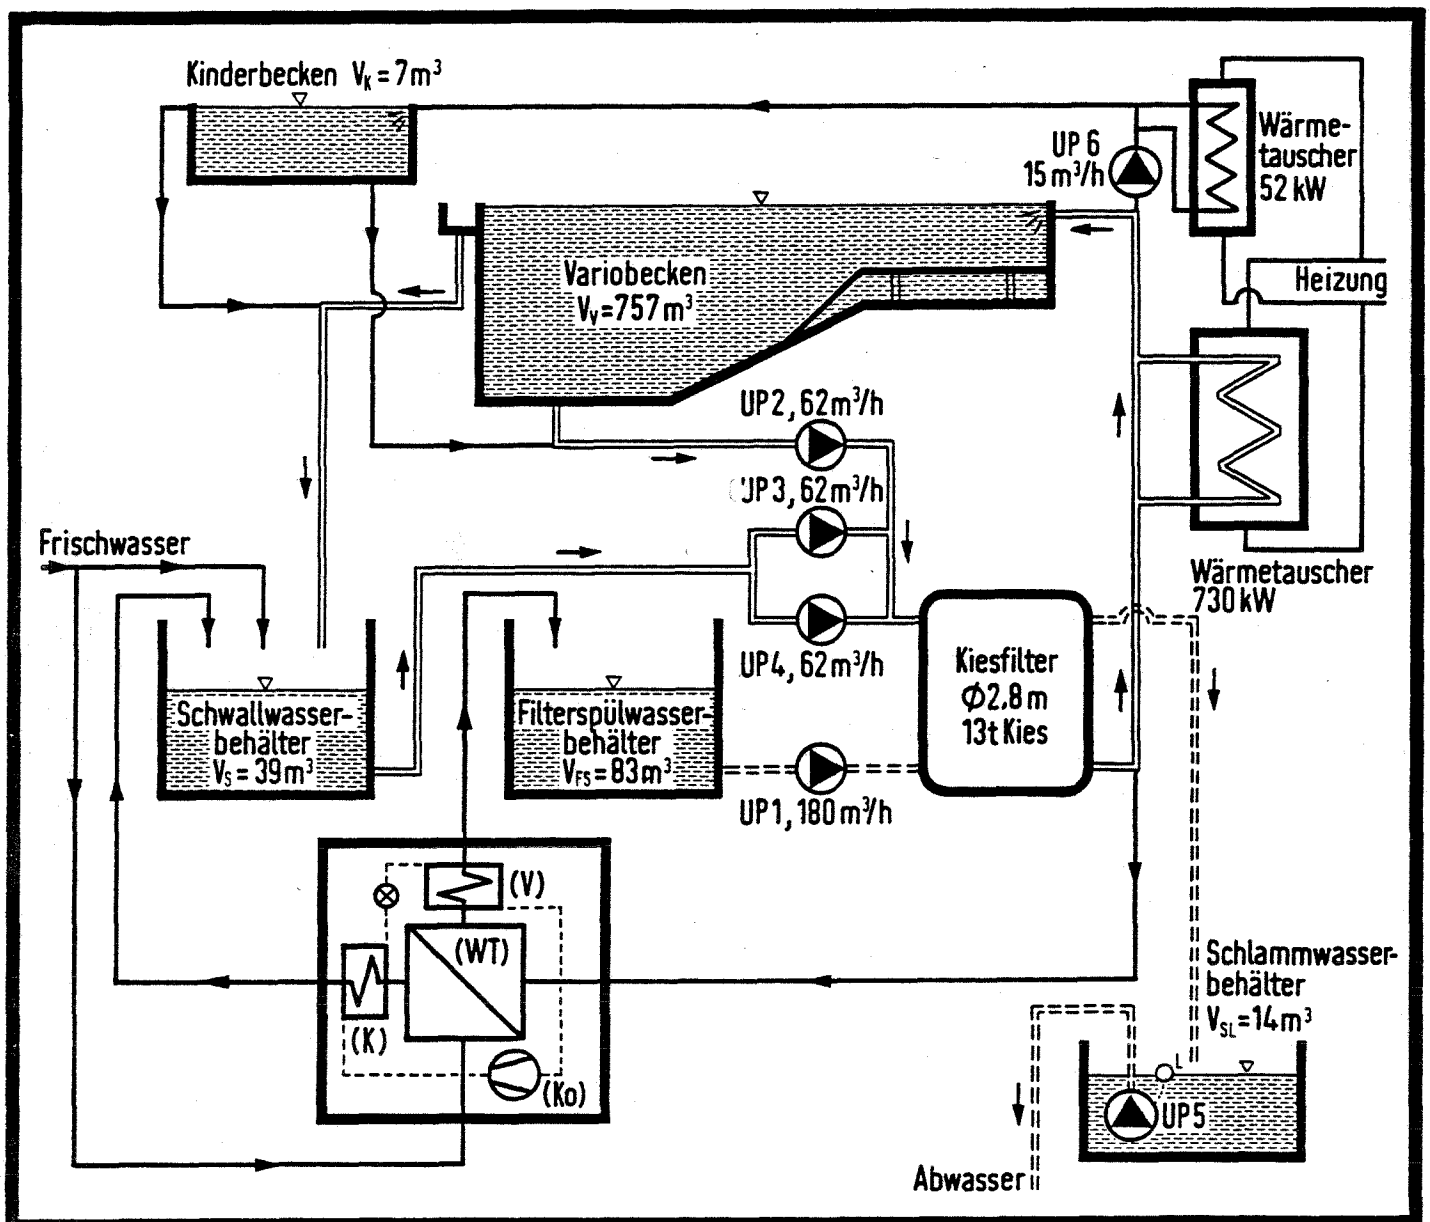 Kinderbecken V_K = 7m³
UP 6
15 m³/h
Wärme-
tauscher
52 kW
Variobecken
V_V = 757 m³
Heizung
UP2, 62m³/h
UP3, 62m³/h
Frischwasser
Wärmetauscher
730 kW
UP4, 62m³/h
Kiesfilter
Φ2,8 m
13t Kies
Schwallwasser-
behälter
V_S = 39m³
Filterspülwasser-
behälter
V_FS = 83m³
UP1, 180 m³/h
(V)
(WT)
(K)
(Ko)
Schlammwasser-
behälter
V_SL = 14m³
L
UP5
Abwasser